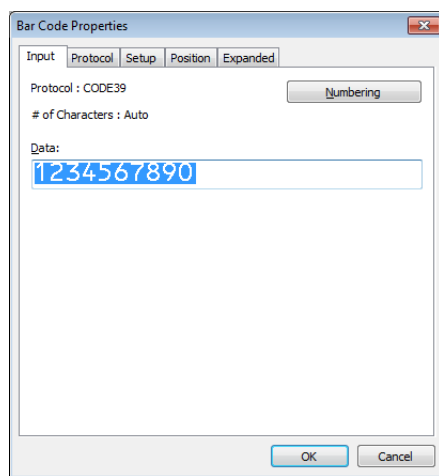 Bar Code Properties
Input Protocol Setup Position Expanded
Protocol : CODE39
Numbering
# of Characters : Auto
Data:
1234567890
OK Cancel